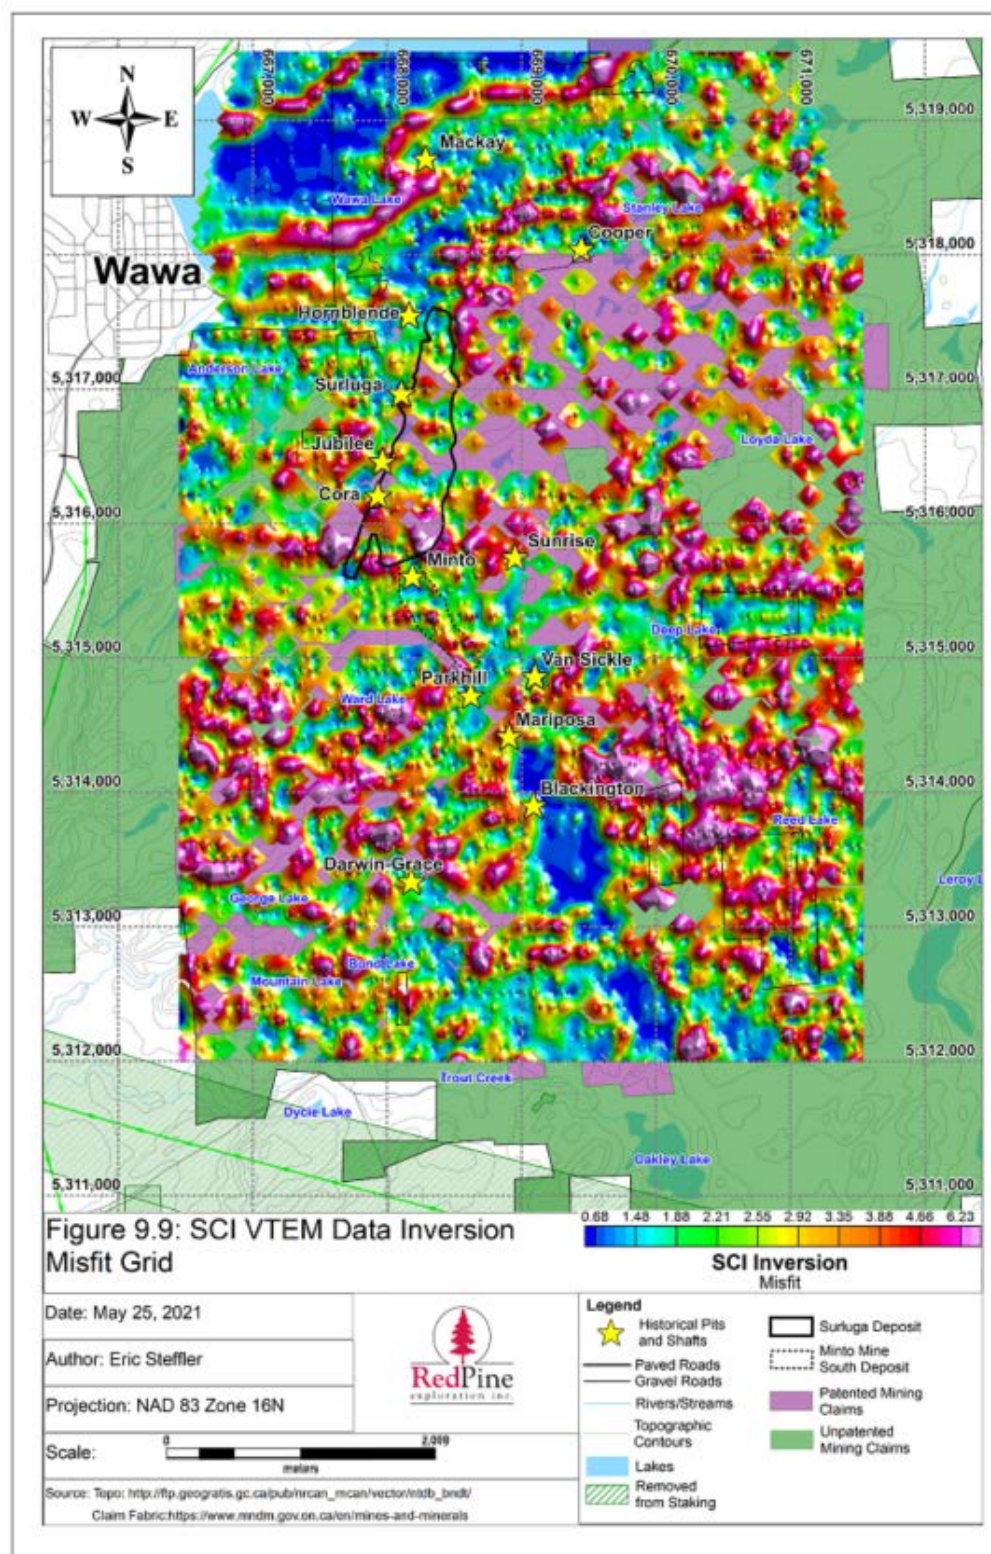 N
W E
S
667,000
668,000
669,000
670,000
671,000
5,319,000
Mackay
Wawa Lake
Stanley Lake
Cooper
5,318,000
Wawa
Hornblende
Anderson Lake
5,317,000
5,317,000
Surluga
Jubilee
Loyda Lake
Cora
5,316,000
5,316,000
Sunrise
Minto
Deep Lake
5,315,000
5,315,000
Van Sickle
Parkhill
Ward Lake
Mariposa
5,314,000
5,314,000
Blackington
Reed Lake
Darwin-Grace
Leroy L
George Lake
5,313,000
5,313,000
Bond Lake
Mountain Lake
5,312,000
5,312,000
Trout Creek
Dycie Lake
Oakley Lake
5,311,000
5,311,000
Figure 9.9: SCI VTEM Data Inversion
Misfit Grid
0.68 1.48 1.88 2.21 2.55 2.92 3.35 3.88 4.66 6.23
SCI Inversion
Misfit
Date: May 25, 2021
Author: Eric Steffler
Projection: NAD 83 Zone 16N
RedPine
exploration inc.
Scale:
0 2,000
meters
Source: Topo: http://ftp.geogratis.gc.ca/pub/nrcan_rncan/vector/ntdb_bndt/
Claim Fabric:https://www.mndm.gov.on.ca/en/mines-and-minerals
Legend
Historical Pits
and Shafts
Paved Roads
Gravel Roads
Rivers/Streams
Topographic
Contours
Lakes
Removed
from Staking
Surluga Deposit
Minto Mine
South Deposit
Patented Mining
Claims
Unpatented
Mining Claims